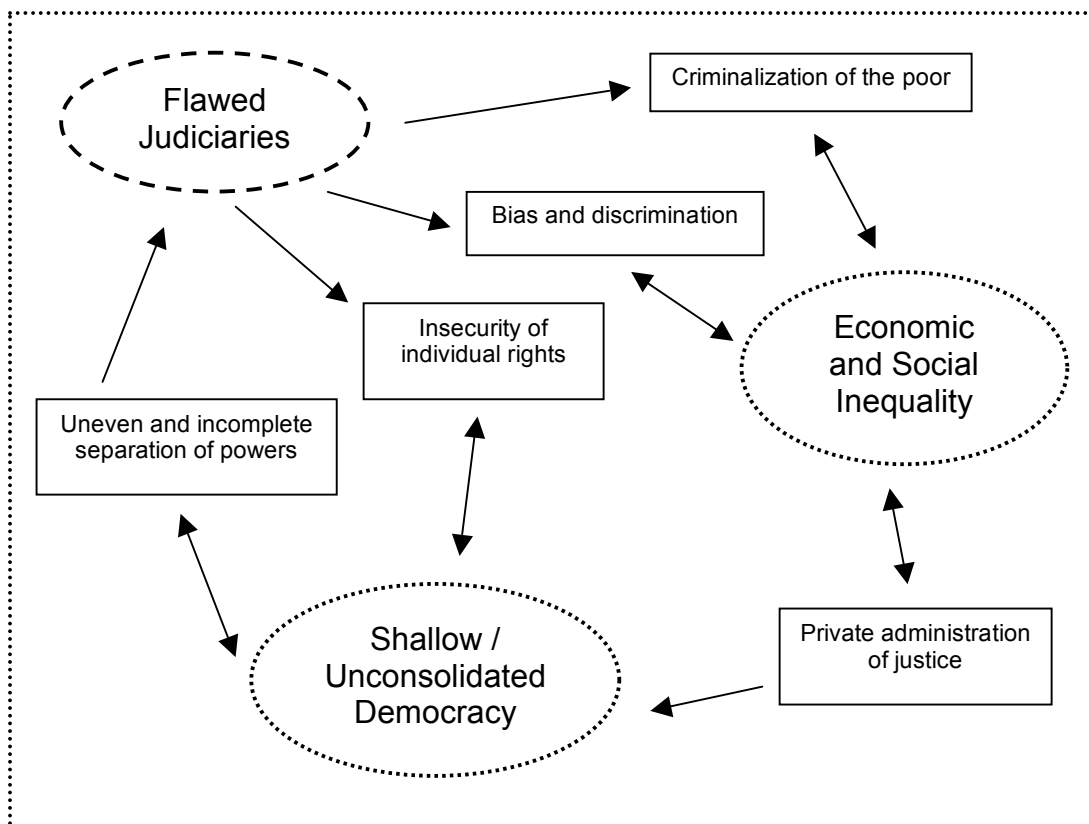 Flawed
Judiciaries
Criminalization of the poor
Bias and discrimination
Insecurity of
individual rights
Economic
and Social
Inequality
Uneven and incomplete
separation of powers
Shallow /
Unconsolidated
Democracy
Private administration
of justice